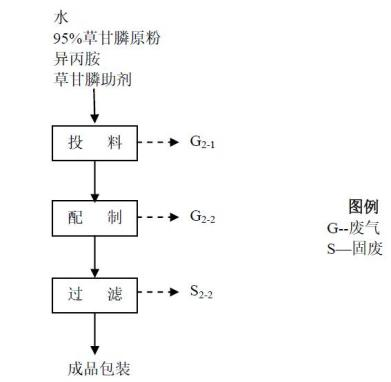 水
95%草甘膦原粉
异丙胺
草甘膦助剂
投 料
G2-1
配 制
G2-2
图例
G--废气
S—固废
过 滤
S2-2
成品包装